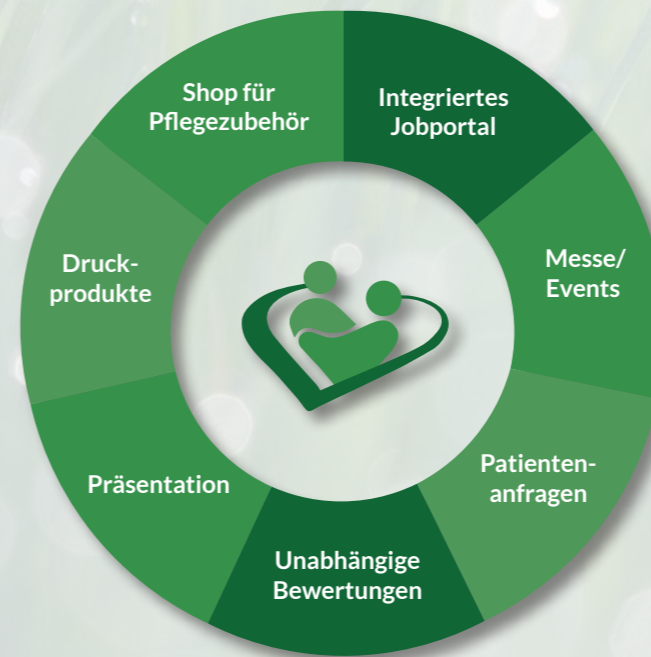 Shop für
Pflegezubehör
Integriertes
Jobportal
Messe/
Events
Patienten-
anfragen
Unabhängige
Bewertungen
Präsentation
Druck-
produkte